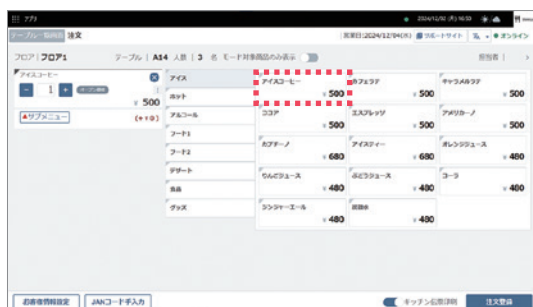 アプリ
2024/12/02 (月) 16:50
menu
テーブル一覧画面 注文
営業日:2024/12/04(水) サポートサイト オンライン
フロア | フロア1 テーブル | A14 人数 | 3 名 モード対象商品のみ表示 担当者 |
アイスコーヒー
1
オープン価格
¥ 500
▲サブメニュー (+1※)
アイス
ホット
アルコール
フード1
フード2
デザート
食品
グッズ
アイスコーヒー ¥ 500
カフェラテ ¥ 500
キャラメルラテ ¥ 500
ココア ¥ 500
エスプレッソ ¥ 500
アメリカーノ ¥ 500
カプチーノ ¥ 680
アイスティー ¥ 680
オレンジジュース ¥ 480
りんごジュース ¥ 480
ぶどうジュース ¥ 480
コーラ ¥ 480
ジンジャーエール ¥ 480
炭酸水 ¥ 480
お客様情報設定 JANコード手入力 キッチン伝票印刷 注文登録